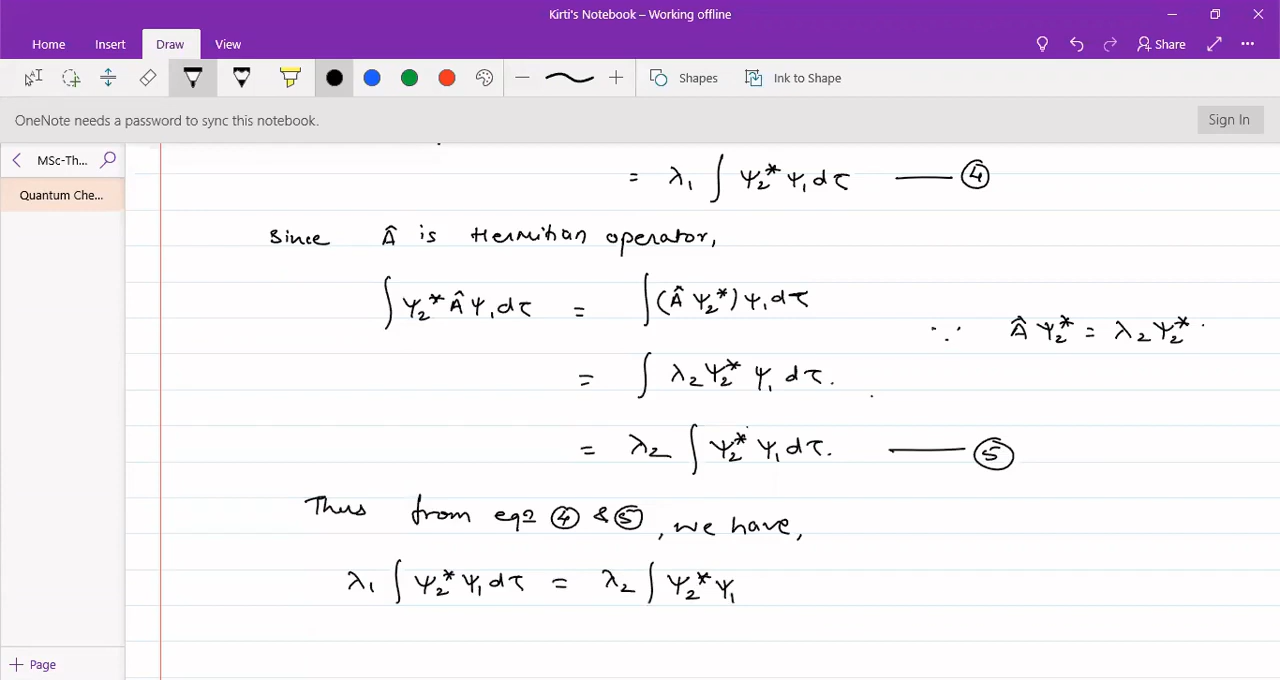 Kirti's Notebook – Working offline
Home Insert Draw View Share
Shapes Ink to Shape
OneNote needs a password to sync this notebook. Sign In
MSc-Th...
Quantum Che...
= λ₁ ∫ Ψ₂* Ψ₁ dτ —— ④
Since Â is Hermitian operator,
∫ Ψ₂* Â Ψ₁ dτ = ∫ (Â Ψ₂*) Ψ₁ dτ
∵ Â Ψ₂* = λ₂ Ψ₂*
= ∫ λ₂ Ψ₂* Ψ₁ dτ.
= λ₂ ∫ Ψ₂* Ψ₁ dτ. —— ⑤
Thus from eqn ④ & ⑤, we have,
λ₁ ∫ Ψ₂* Ψ₁ dτ = λ₂ ∫ Ψ₂* Ψ₁
Page